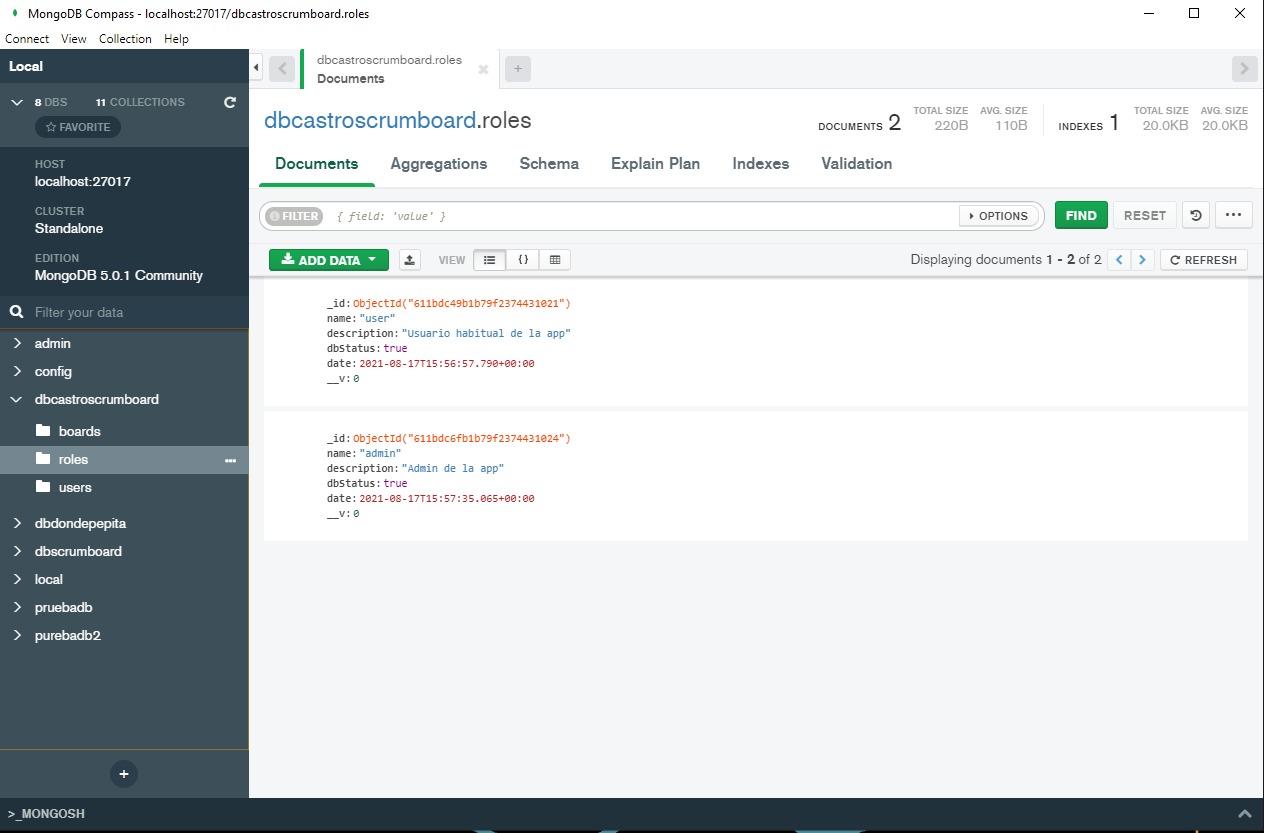 MongoDB Compass - localhost:27017/dbcastroscrumboard.roles
Connect View Collection Help
Local
8 DBS 11 COLLECTIONS
FAVORITE
HOST
localhost:27017
CLUSTER
Standalone
EDITION
MongoDB 5.0.1 Community
Filter your data
admin
config
dbcastroscrumboard
boards
roles
users
dbdondepepita
dbscrumboard
local
pruebadb
purebadb2
dbcastroscrumboard.roles
Documents
dbcastroscrumboard.roles
DOCUMENTS 2 TOTAL SIZE 220B AVG. SIZE 110B INDEXES 1 TOTAL SIZE 20.0KB AVG. SIZE 20.0KB
Documents Aggregations Schema Explain Plan Indexes Validation
FILTER { field: 'value' } OPTIONS FIND RESET
ADD DATA VIEW { } Displaying documents 1 - 2 of 2 REFRESH
_id: ObjectId("611bdc49b1b79f2374431021")
name: "user"
description: "Usuario habitual de la app"
dbStatus: true
date: 2021-08-17T15:56:57.790+00:00
__v: 0
_id: ObjectId("611bdc6fb1b79f2374431024")
name: "admin"
description: "Admin de la app"
dbStatus: true
date: 2021-08-17T15:57:35.065+00:00
__v: 0
>_MONGOSH